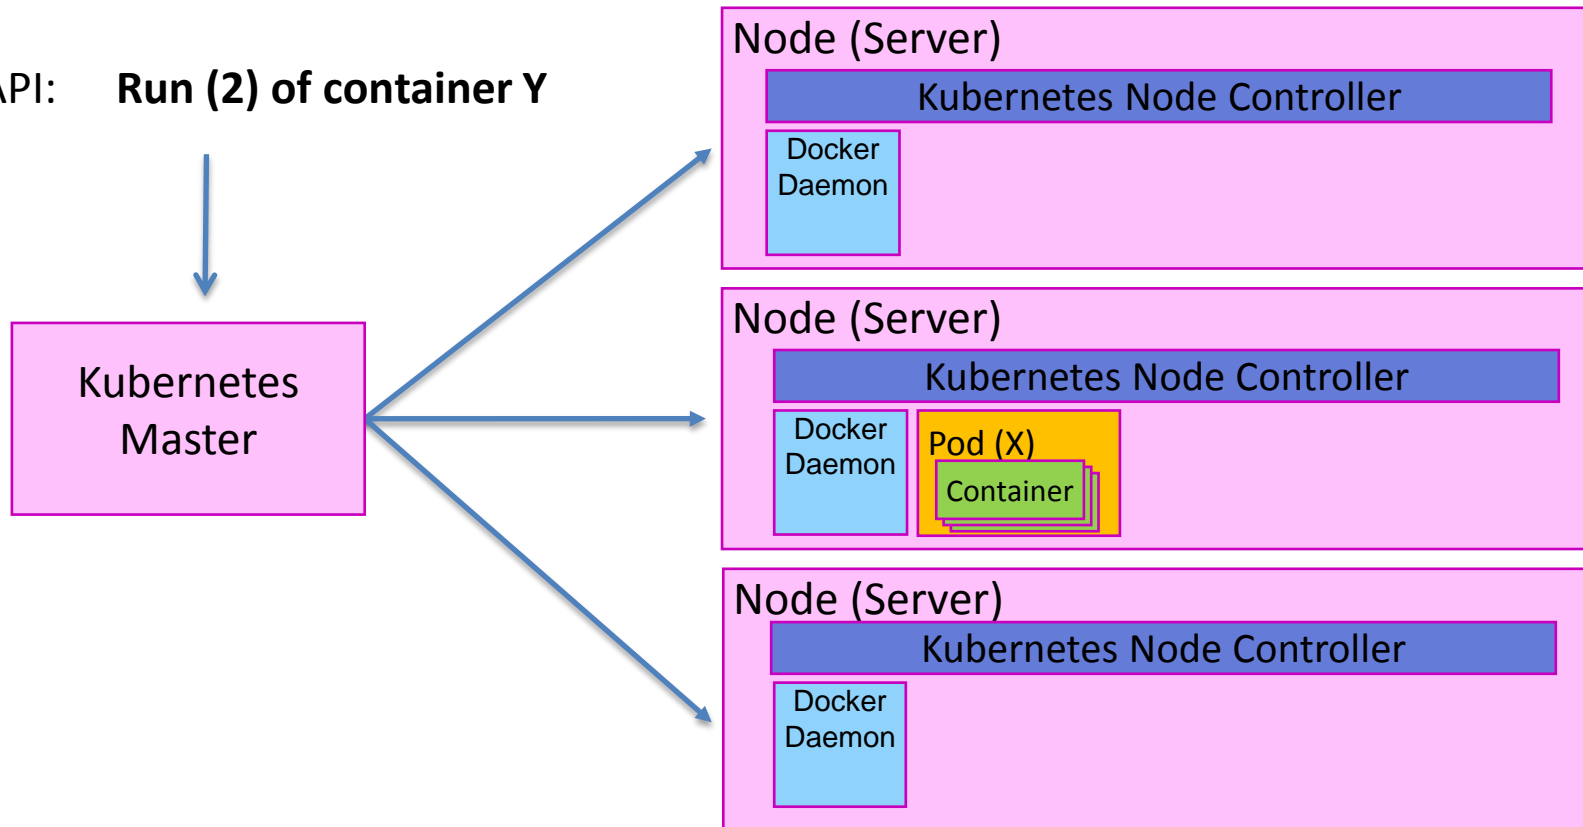 API: Run (2) of container Y
Kubernetes
Master
Node (Server)
Kubernetes Node Controller
Docker
Daemon
Node (Server)
Kubernetes Node Controller
Docker
Daemon
Pod (X)
Container
Node (Server)
Kubernetes Node Controller
Docker
Daemon